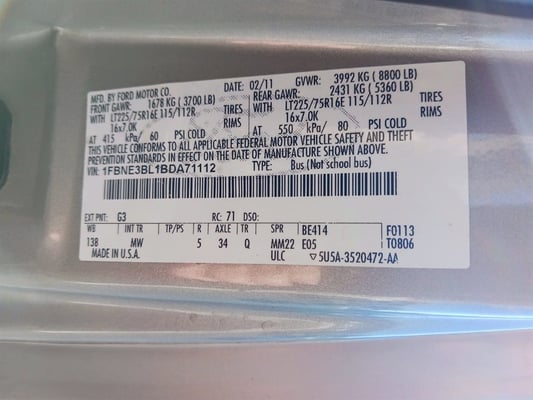 MFD. BY FORD MOTOR CO. DATE: 02/11 GVWR: 3992 KG ( 8800 LB)
FRONT GAWR: 1678 KG ( 3700 LB) REAR GAWR: 2431 KG ( 5360 LB)
WITH LT225/75R16E 115/112R TIRES WITH LT225/75R16E 115/112R TIRES
16x7.0K RIMS 16x7.0K RIMS
AT 415 kPa/ 60 PSI COLD AT 550 kPa/ 80 PSI COLD
THIS VEHICLE CONFORMS TO ALL APPLICABLE FEDERAL MOTOR VEHICLE SAFETY AND THEFT
PREVENTION STANDARDS IN EFFECT ON THE DATE OF MANUFACTURE SHOWN ABOVE.
VIN: 1FBNE3BL1BDA71112 TYPE: Bus (Not school bus)
EXT PNT: G3 RC: 71 DSO:
WB INT TR TP/PS R AXLE TR SPR BE414 F0113
138 MW 5 34 Q MM22 E05 T0806
MADE IN U.S.A. ULC ▽5U5A-3520472-AA